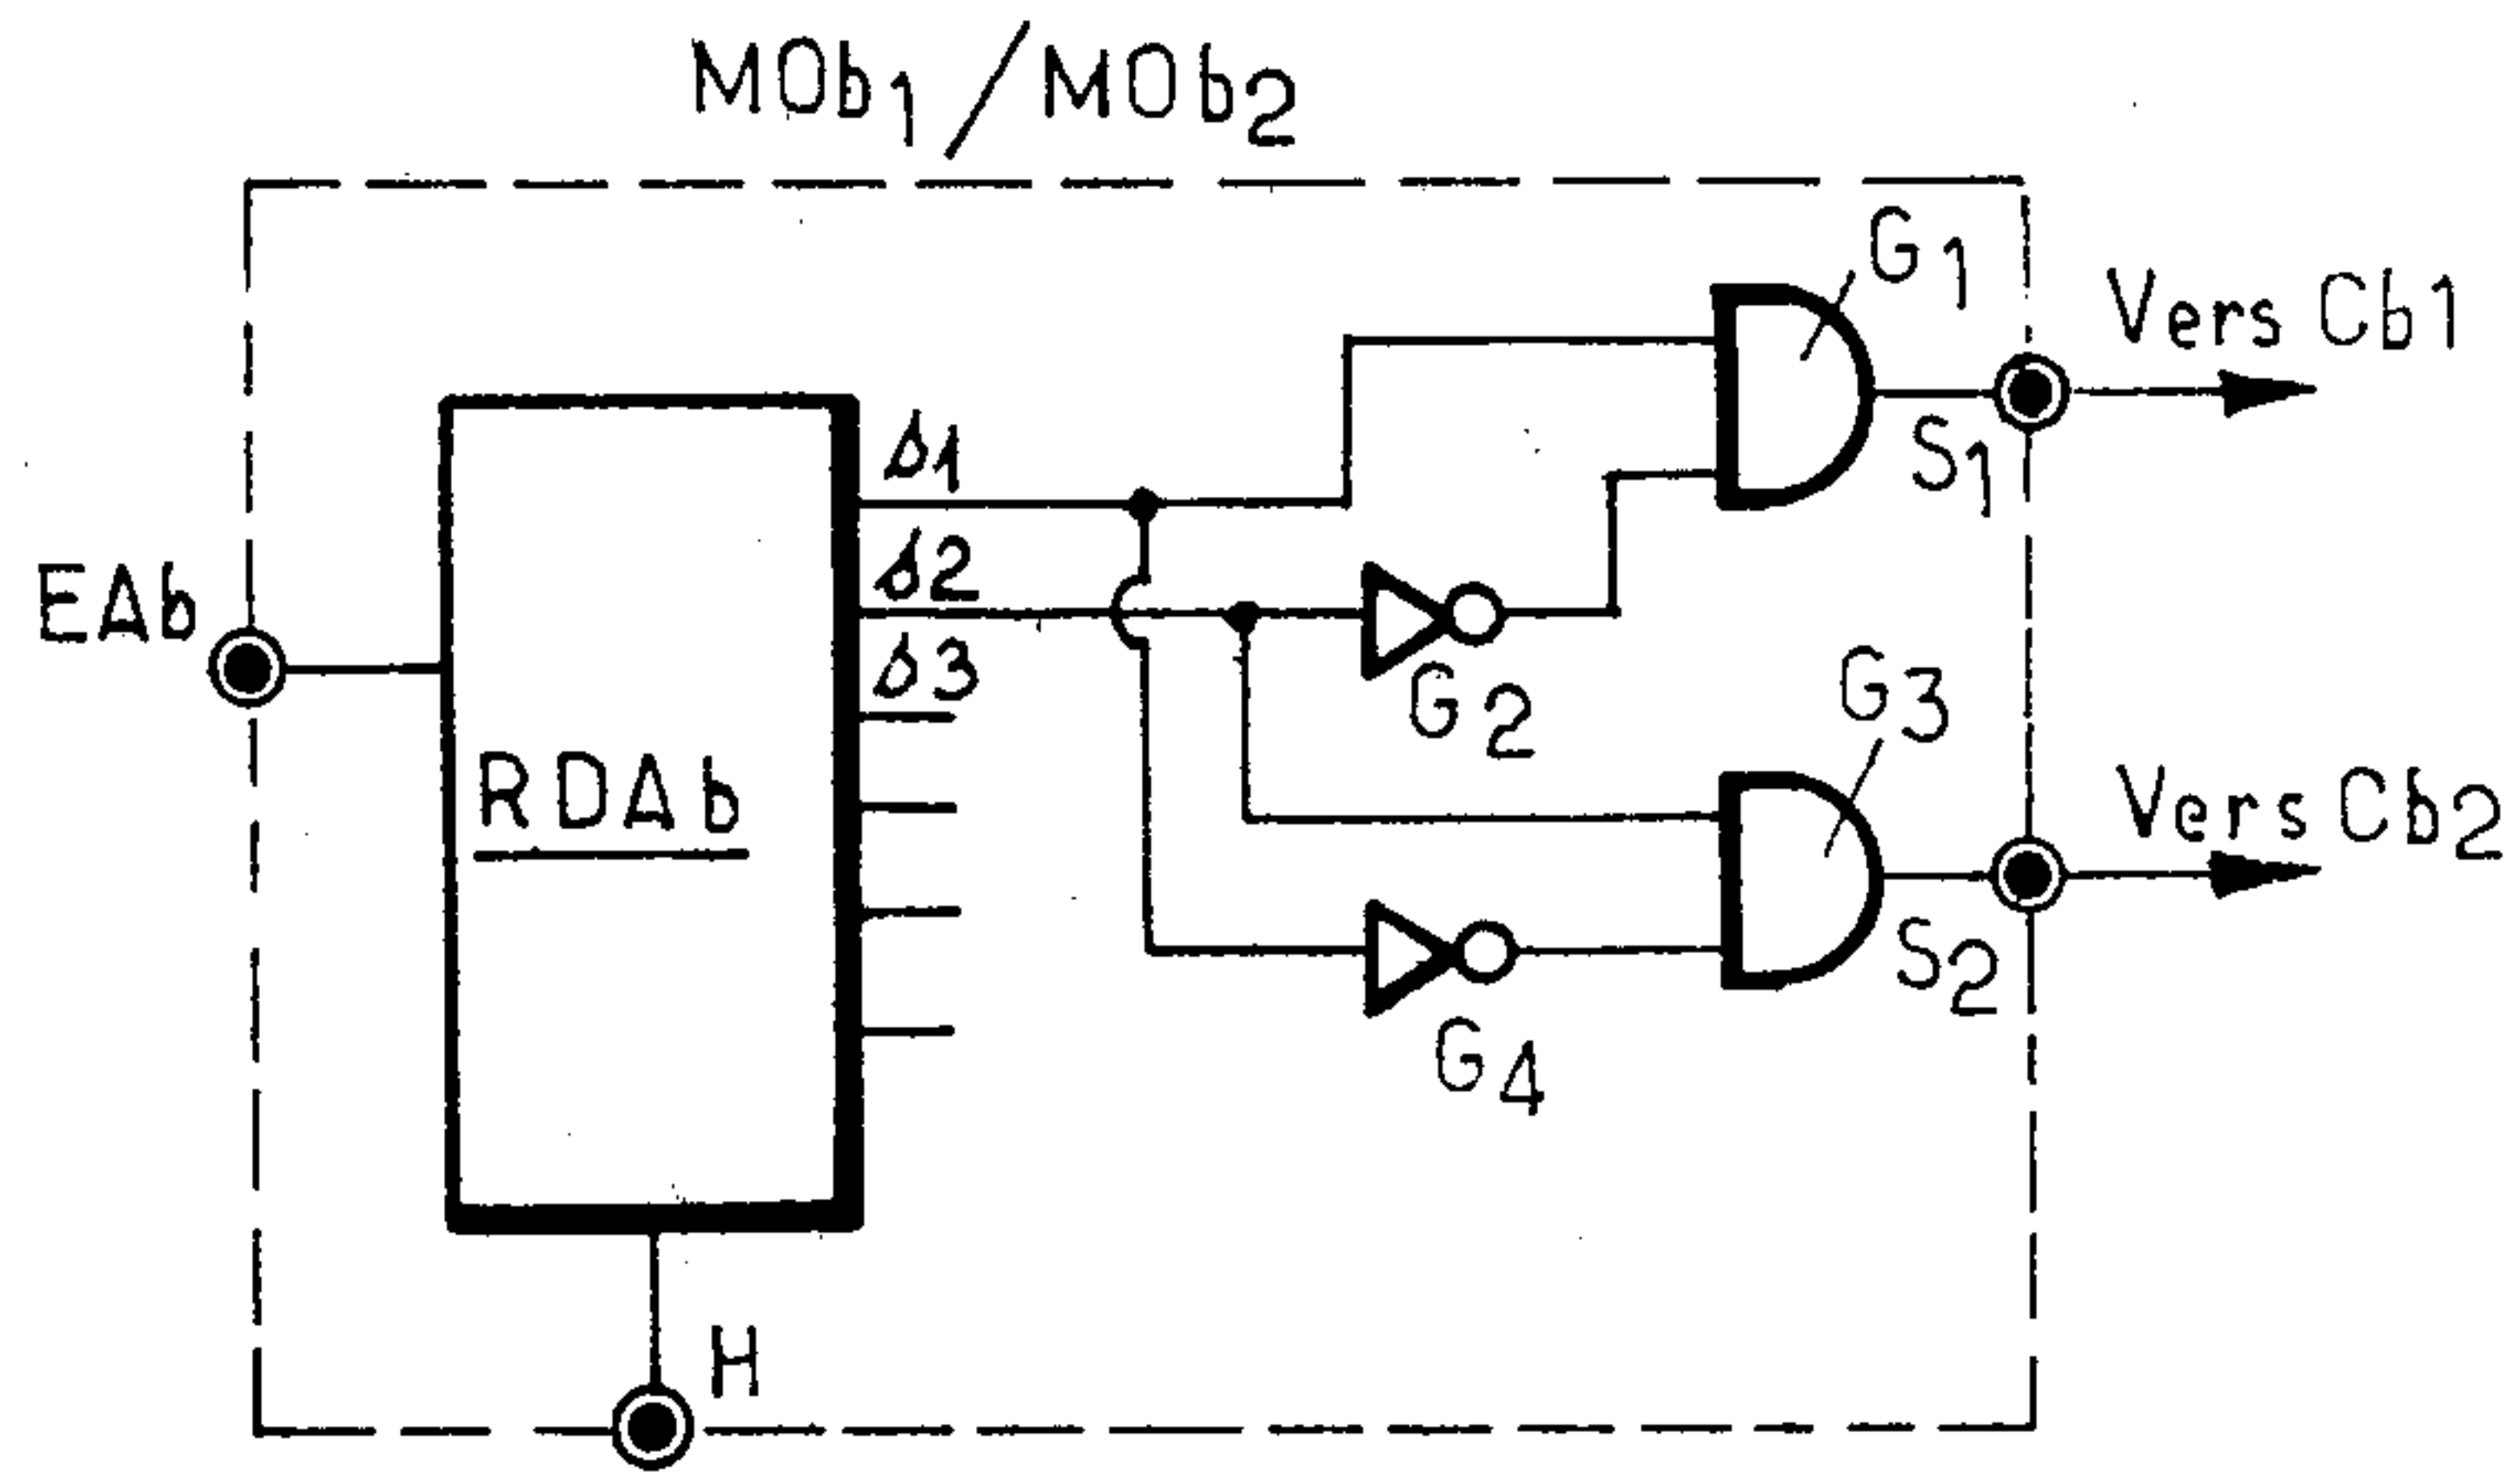 MOb1/MOb2
G1
Vers Cb1
S1
s1
s2
s3
EAb
RDAb
G2
G3
Vers Cb2
S2
G4
H